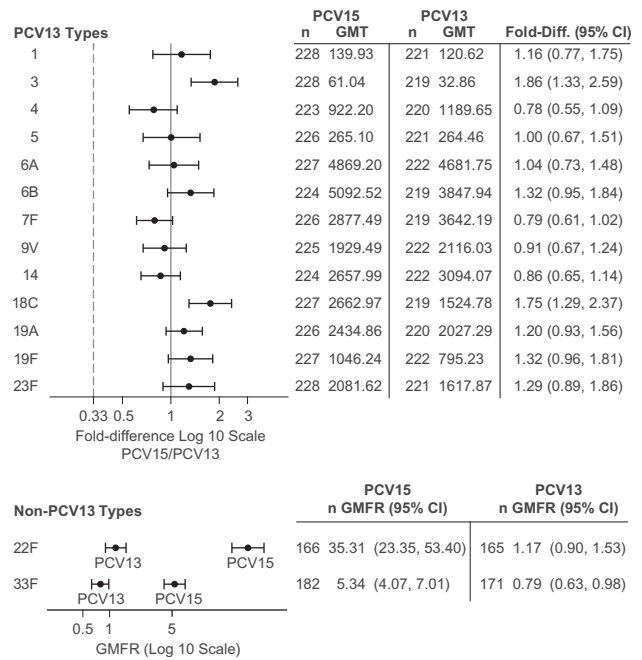 PCV15 PCV13
PCV13 Types n GMT n GMT Fold-Diff. (95% CI)
1 228 139.93 221 120.62 1.16 (0.77, 1.75)
3 228 61.04 219 32.86 1.86 (1.33, 2.59)
4 223 922.20 220 1189.65 0.78 (0.55, 1.09)
5 226 265.10 221 264.46 1.00 (0.67, 1.51)
6A 227 4869.20 222 4681.75 1.04 (0.73, 1.48)
6B 224 5092.52 219 3847.94 1.32 (0.95, 1.84)
7F 226 2877.49 219 3642.19 0.79 (0.61, 1.02)
9V 225 1929.49 222 2116.03 0.91 (0.67, 1.24)
14 224 2657.99 222 3094.07 0.86 (0.65, 1.14)
18C 227 2662.97 219 1524.78 1.75 (1.29, 2.37)
19A 226 2434.86 220 2027.29 1.20 (0.93, 1.56)
19F 227 1046.24 222 795.23 1.32 (0.96, 1.81)
23F 228 2081.62 221 1617.87 1.29 (0.89, 1.86)
0.33 0.5 1 2 3
Fold-difference Log 10 Scale
PCV15/PCV13
PCV15 PCV13
Non-PCV13 Types n GMFR (95% CI) n GMFR (95% CI)
22F 166 35.31 (23.35, 53.40) 165 1.17 (0.90, 1.53)
PCV13 PCV15
33F 182 5.34 (4.07, 7.01) 171 0.79 (0.63, 0.98)
PCV13 PCV15
0.5 1 5
GMFR (Log 10 Scale)